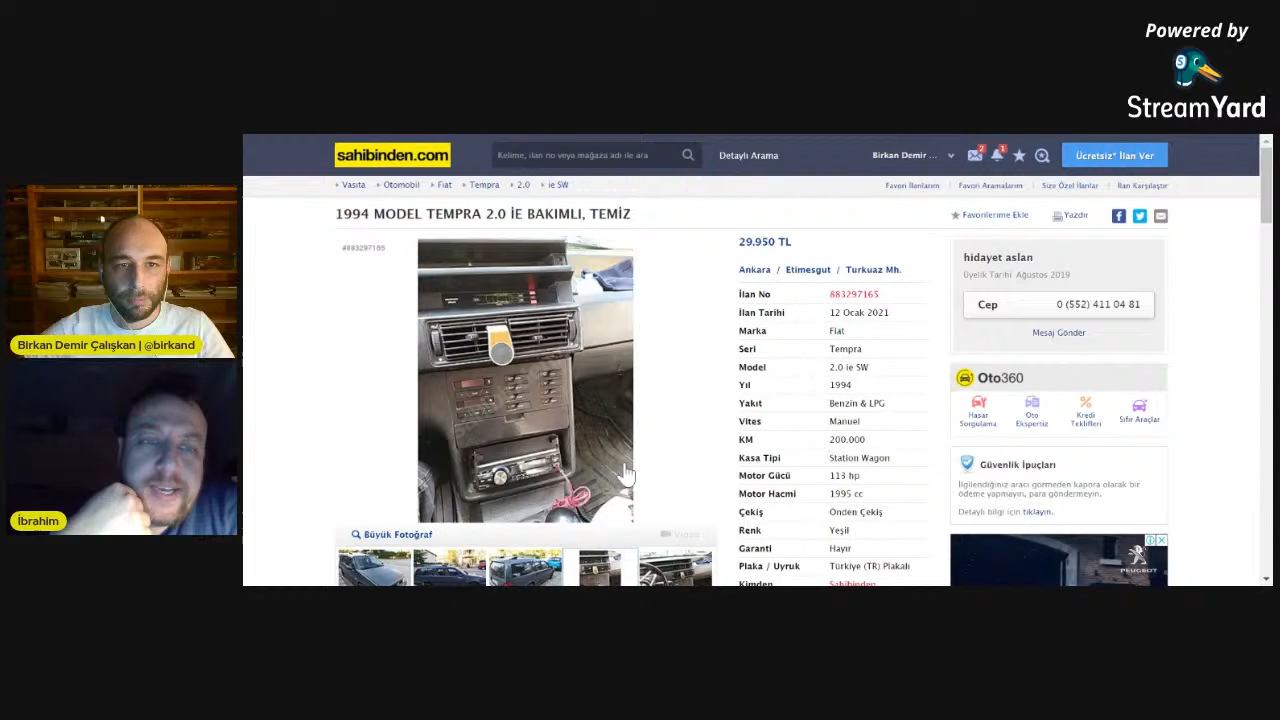 Powered by
StreamYard
sahibinden.com
Kelime, ilan no veya mağaza adı ile ara
Detaylı Arama
Birkan Demir ...
2
1
Ücretsiz* İlan Ver
Vasıta
Otomobil
Fiat
Tempra
2.0
ie SW
Favori İlanlarım
Favori Aramalarım
Size Özel İlanlar
İlan Karşılaştır
1994 MODEL TEMPRA 2.0 İE BAKIMLI, TEMİZ
Favorilerime Ekle
Yazdır
#883297165
29.950 TL
Ankara / Etimesgut / Turkuaz Mh.
İlan No 883297165
İlan Tarihi 12 Ocak 2021
Marka Fiat
Seri Tempra
Model 2.0 ie SW
Yıl 1994
Yakıt Benzin & LPG
Vites Manuel
KM 200.000
Kasa Tipi Station Wagon
Motor Gücü 113 hp
Motor Hacmi 1995 cc
Çekiş Önden Çekiş
Renk Yeşil
Garanti Hayır
Plaka / Uyruk Türkiye (TR) Plakalı
Kimden Sahibinden
hidayet aslan
Üyelik Tarihi Ağustos 2019
Cep 0 (552) 411 04 81
Mesaj Gönder
Oto360
Hasar Sorgulama
Oto Ekspertiz
Kredi Teklifleri
Sıfır Araçlar
Güvenlik İpuçları
İlgilendiğiniz aracı görmeden kapora olarak bir
ödeme yapmayın, para göndermeyin.
Detaylı bilgi için tıklayın.
PEUGEOT
Büyük Fotoğraf
Video
Birkan Demir Çalışkan | @birkand
İbrahim